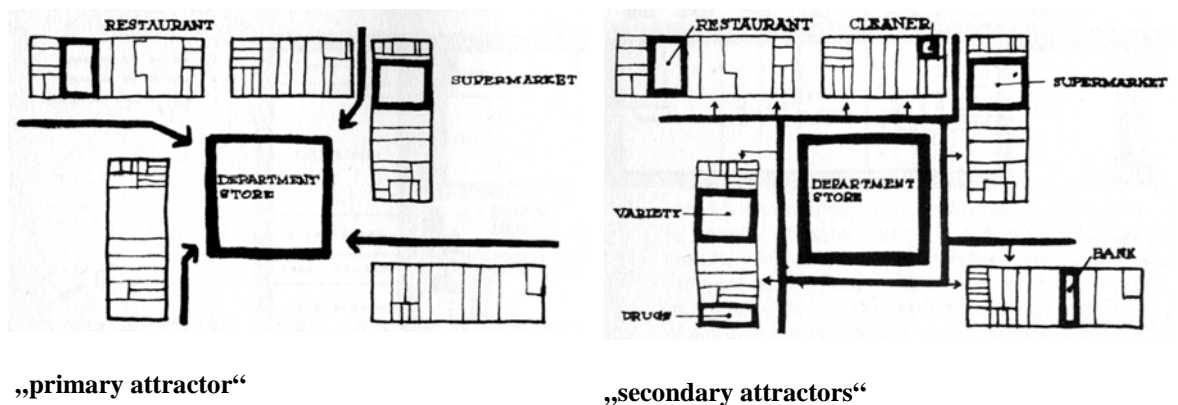 RESTAURANT
SUPERMARKET
DEPARTMENT
STORE
RESTAURANT
CLEANER
SUPERMARKET
DEPARTMENT
STORE
VARIETY
BANK
DRUGS
„primary attractor“
„secondary attractors“